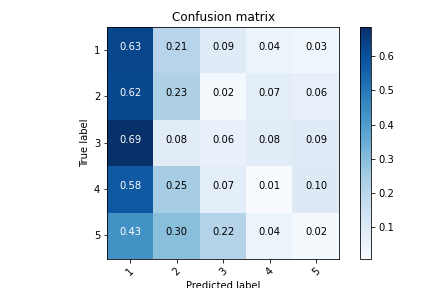 Confusion matrix
1 0.63 0.21 0.09 0.04 0.03
2 0.62 0.23 0.02 0.07 0.06
3 0.69 0.08 0.06 0.08 0.09
4 0.58 0.25 0.07 0.01 0.10
5 0.43 0.30 0.22 0.04 0.02
True label
1 2 3 4 5
Predicted label
0.6
0.5
0.4
0.3
0.2
0.1